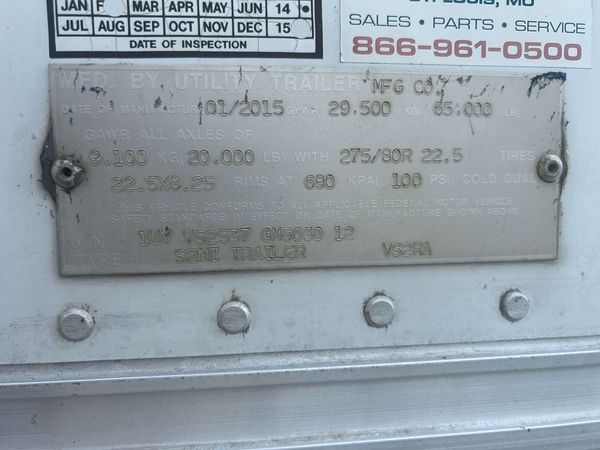 JAN F MAR APR MAY JUN 14
JUL AUG SEP OCT NOV DEC 15
DATE OF INSPECTION
ST. LOUIS, MO
SALES • PARTS • SERVICE
866-961-0500
MFD. BY UTILITY TRAILER MFG CO.
DATE OF MANUFACTURE 01/2015 GVWR 29.500 KG. 65.000 LB
GAWR ALL AXLES OF
9.100 KG( 20.000 LB) WITH 275/80R 22.5 TIRES
22.5X8.25 RIMS AT 690 KPA( 100 PSI) COLD DUAL
THIS VEHICLE CONFORMS TO ALL APPLICABLE FEDERAL MOTOR VEHICLE
SAFETY STANDARDS IN EFFECT ON DATE OF MANUFACTURE SHOWN ABOVE
VIN 1UY VS2537 GM5030 12
TYPE SEMI TRAILER VS2RA